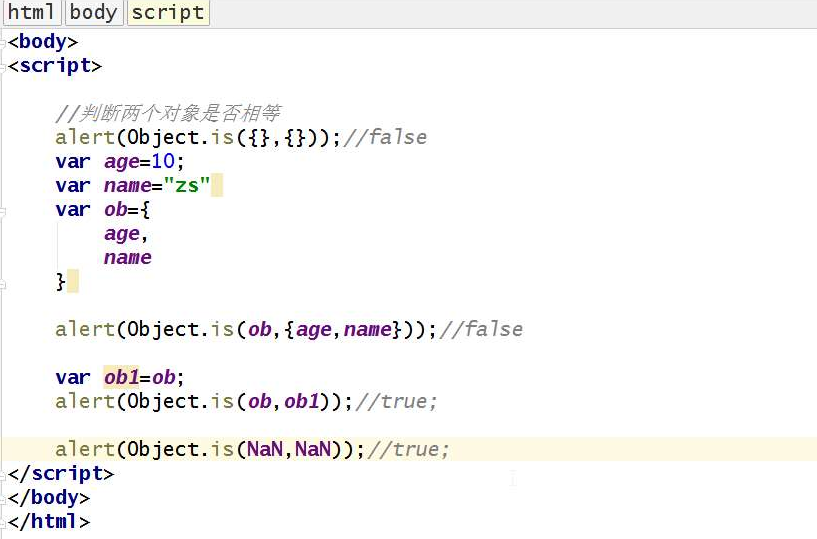 html body script
<body>
<script>
//判断两个对象是否相等
alert(Object.is({},{}));//false
var age=10;
var name="zs"
var ob={
age,
name
}
alert(Object.is(ob,{age,name}));//false
var ob1=ob;
alert(Object.is(ob,ob1));//true;
alert(Object.is(NaN,NaN));//true;
</script>
</body>
</html>